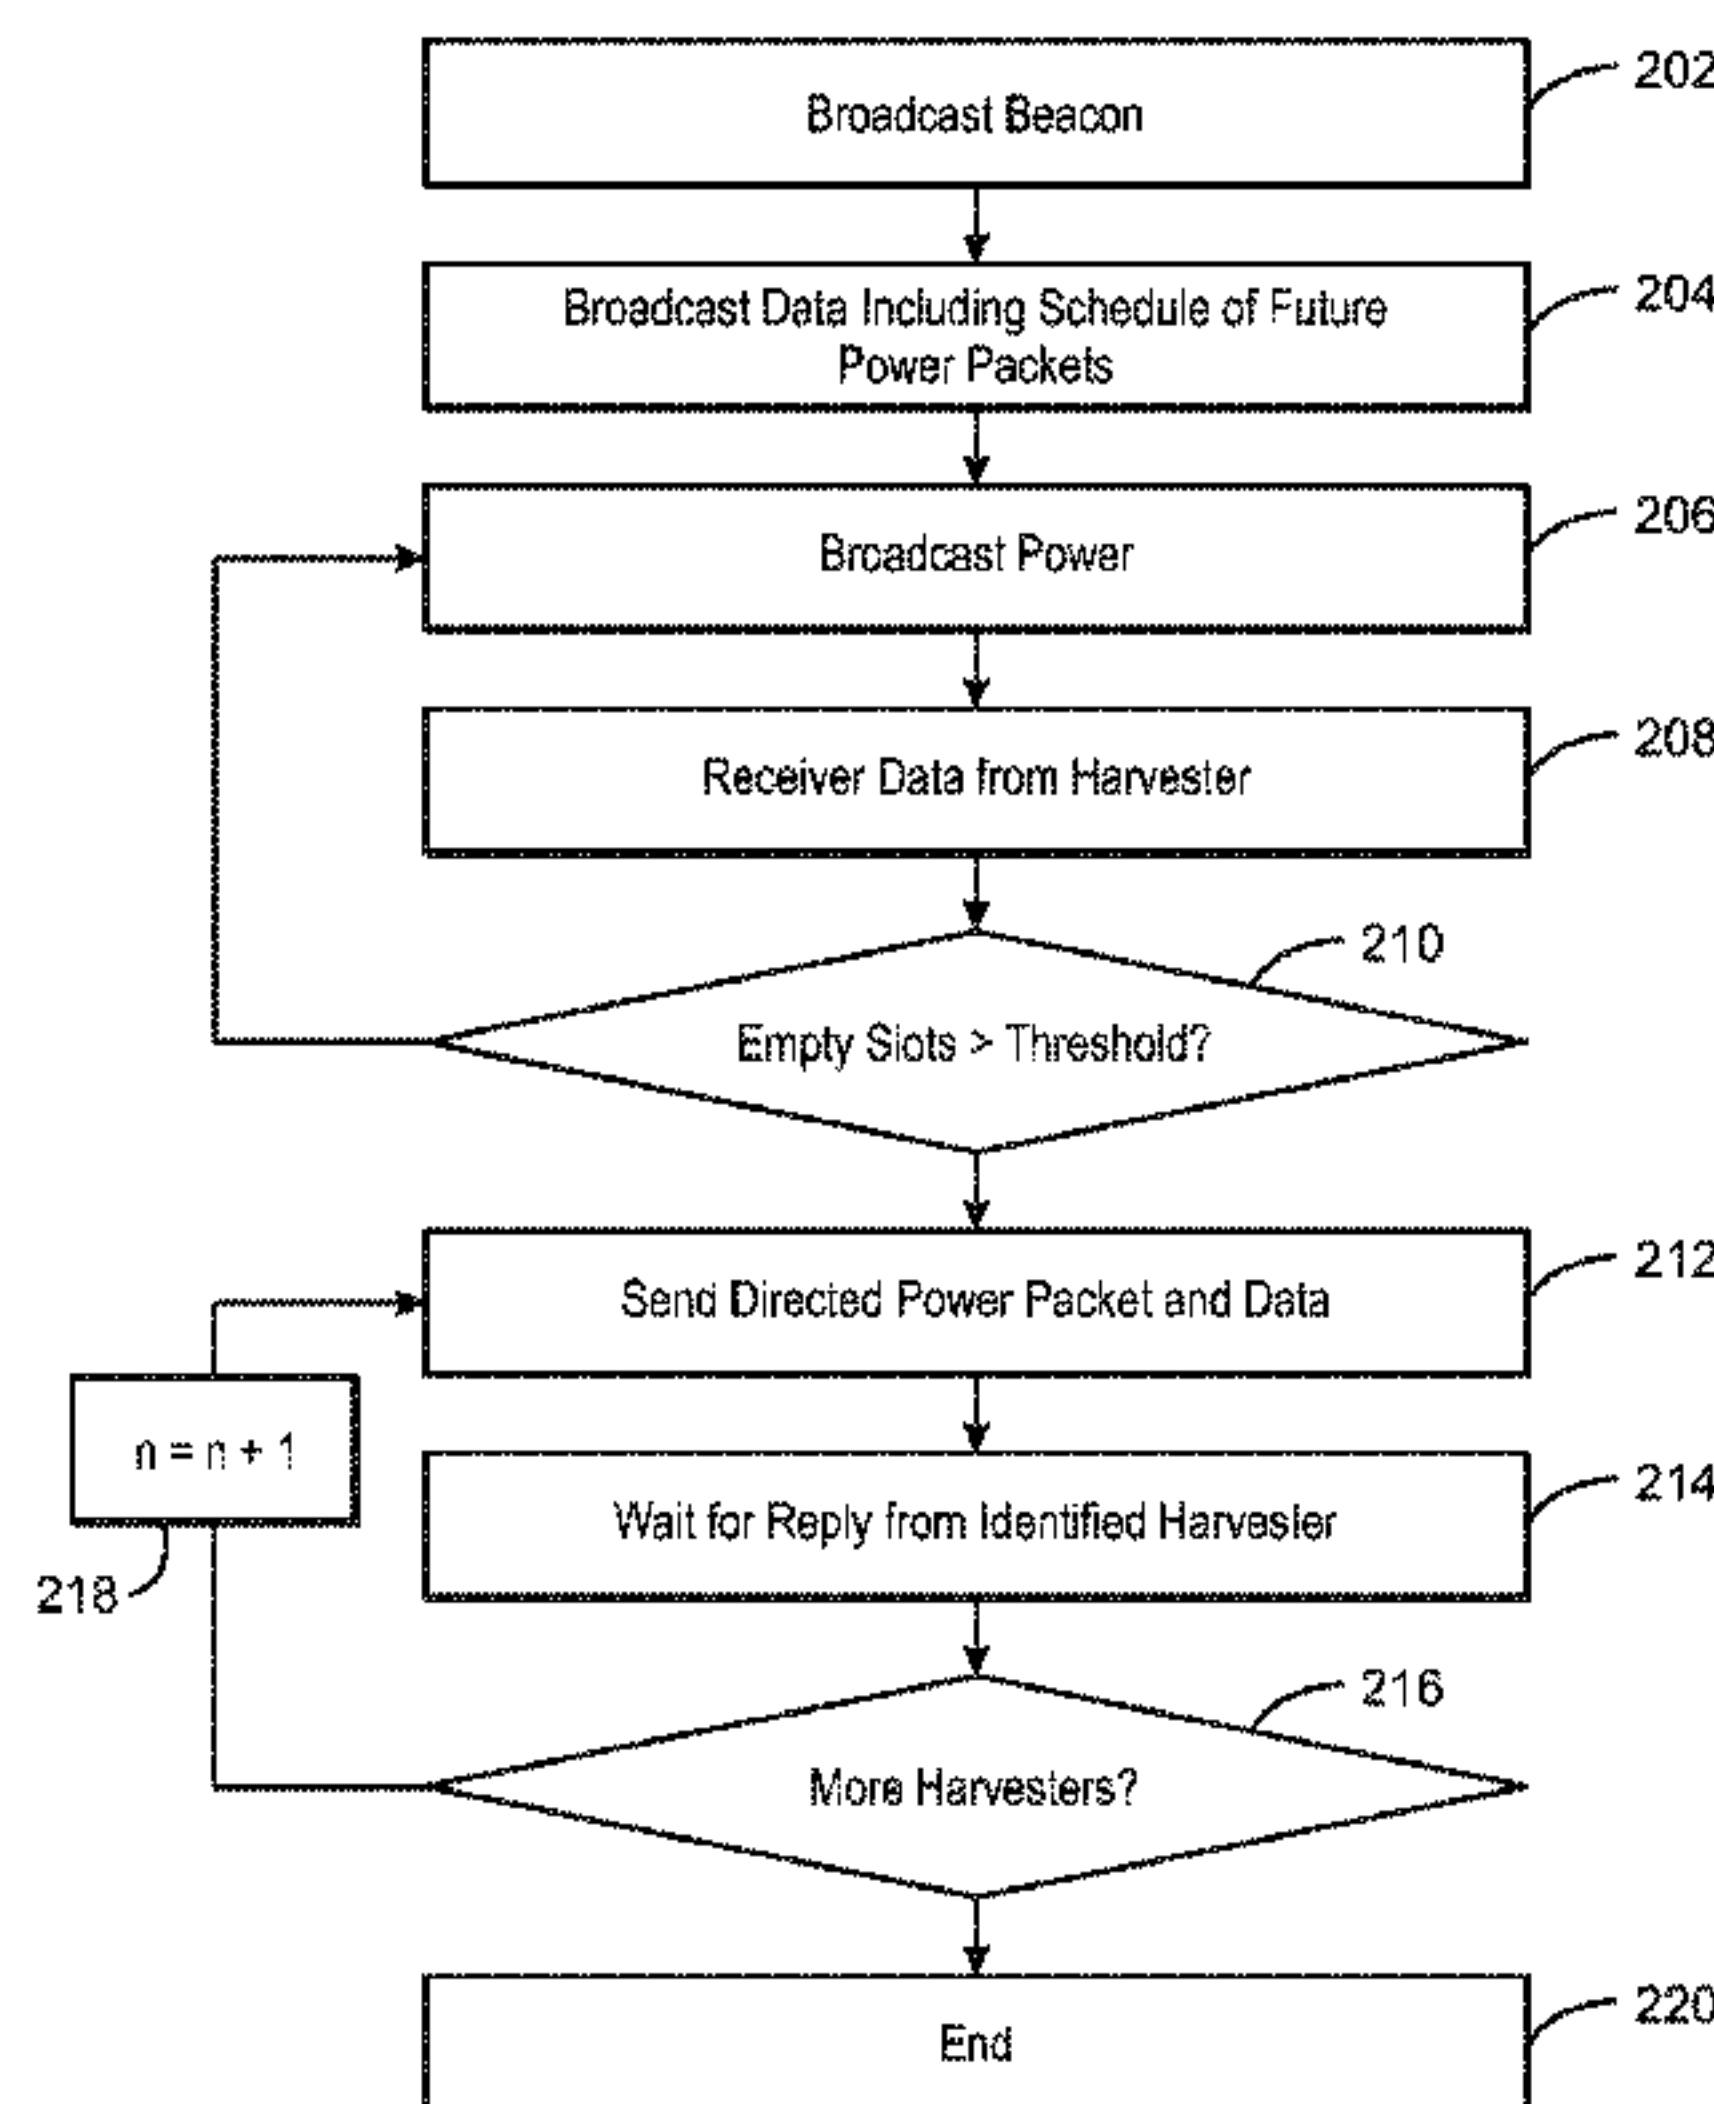 Broadcast Beacon
202
Broadcast Data Including Schedule of Future
Power Packets
204
Broadcast Power
206
Receiver Data from Harvester
208
210
Empty Slots > Threshold?
Send Directed Power Packet and Data
212
n = n + 1
218
Wait for Reply from Identified Harvester
214
216
More Harvesters?
End
220